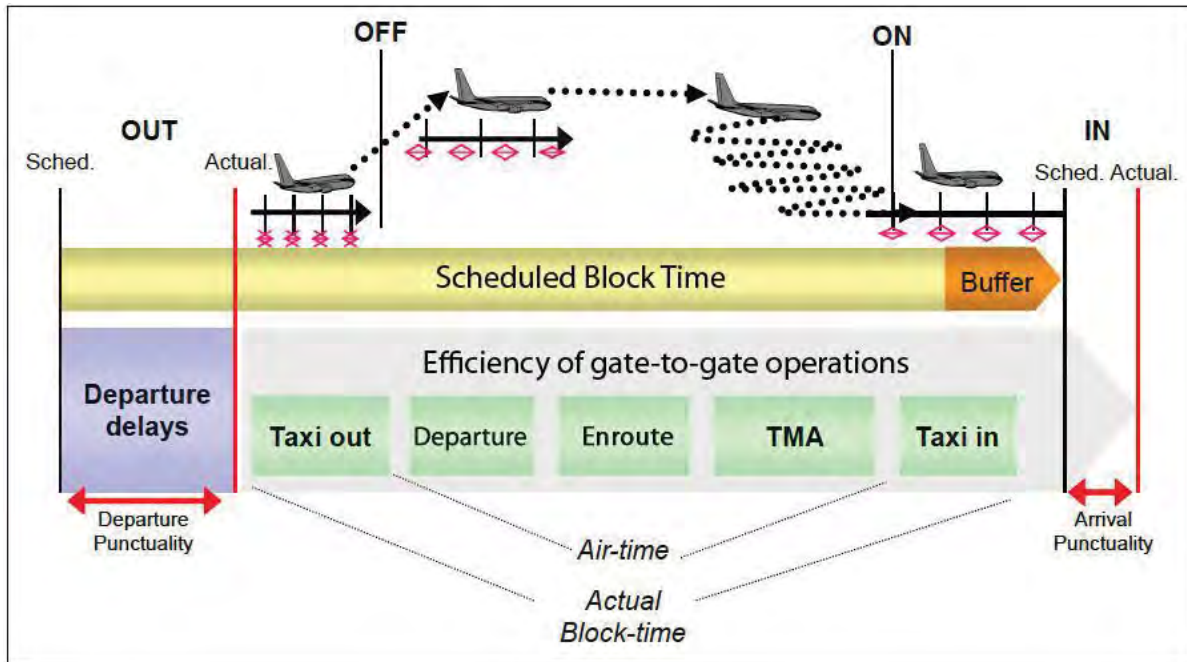 OFF
ON
OUT
IN
Sched.
Actual.
Sched. Actual.
Scheduled Block Time
Buffer
Efficiency of gate-to-gate operations
Departure
delays
Taxi out
Departure
Enroute
TMA
Taxi in
Departure
Punctuality
Air-time
Arrival
Punctuality
Actual
Block-time